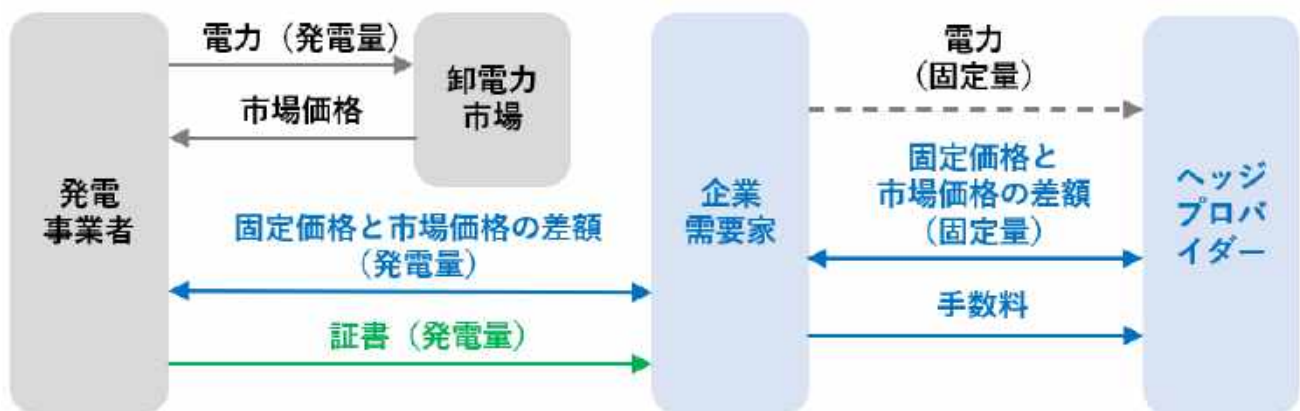 電力（発電量）
市場価格
卸電力
市場
発電
事業者
固定価格と市場価格の差額
（発電量）
証書（発電量）
企業
需要家
電力
（固定量）
固定価格と
市場価格の差額
（固定量）
手数料
ヘッジ
プロバ
イダー